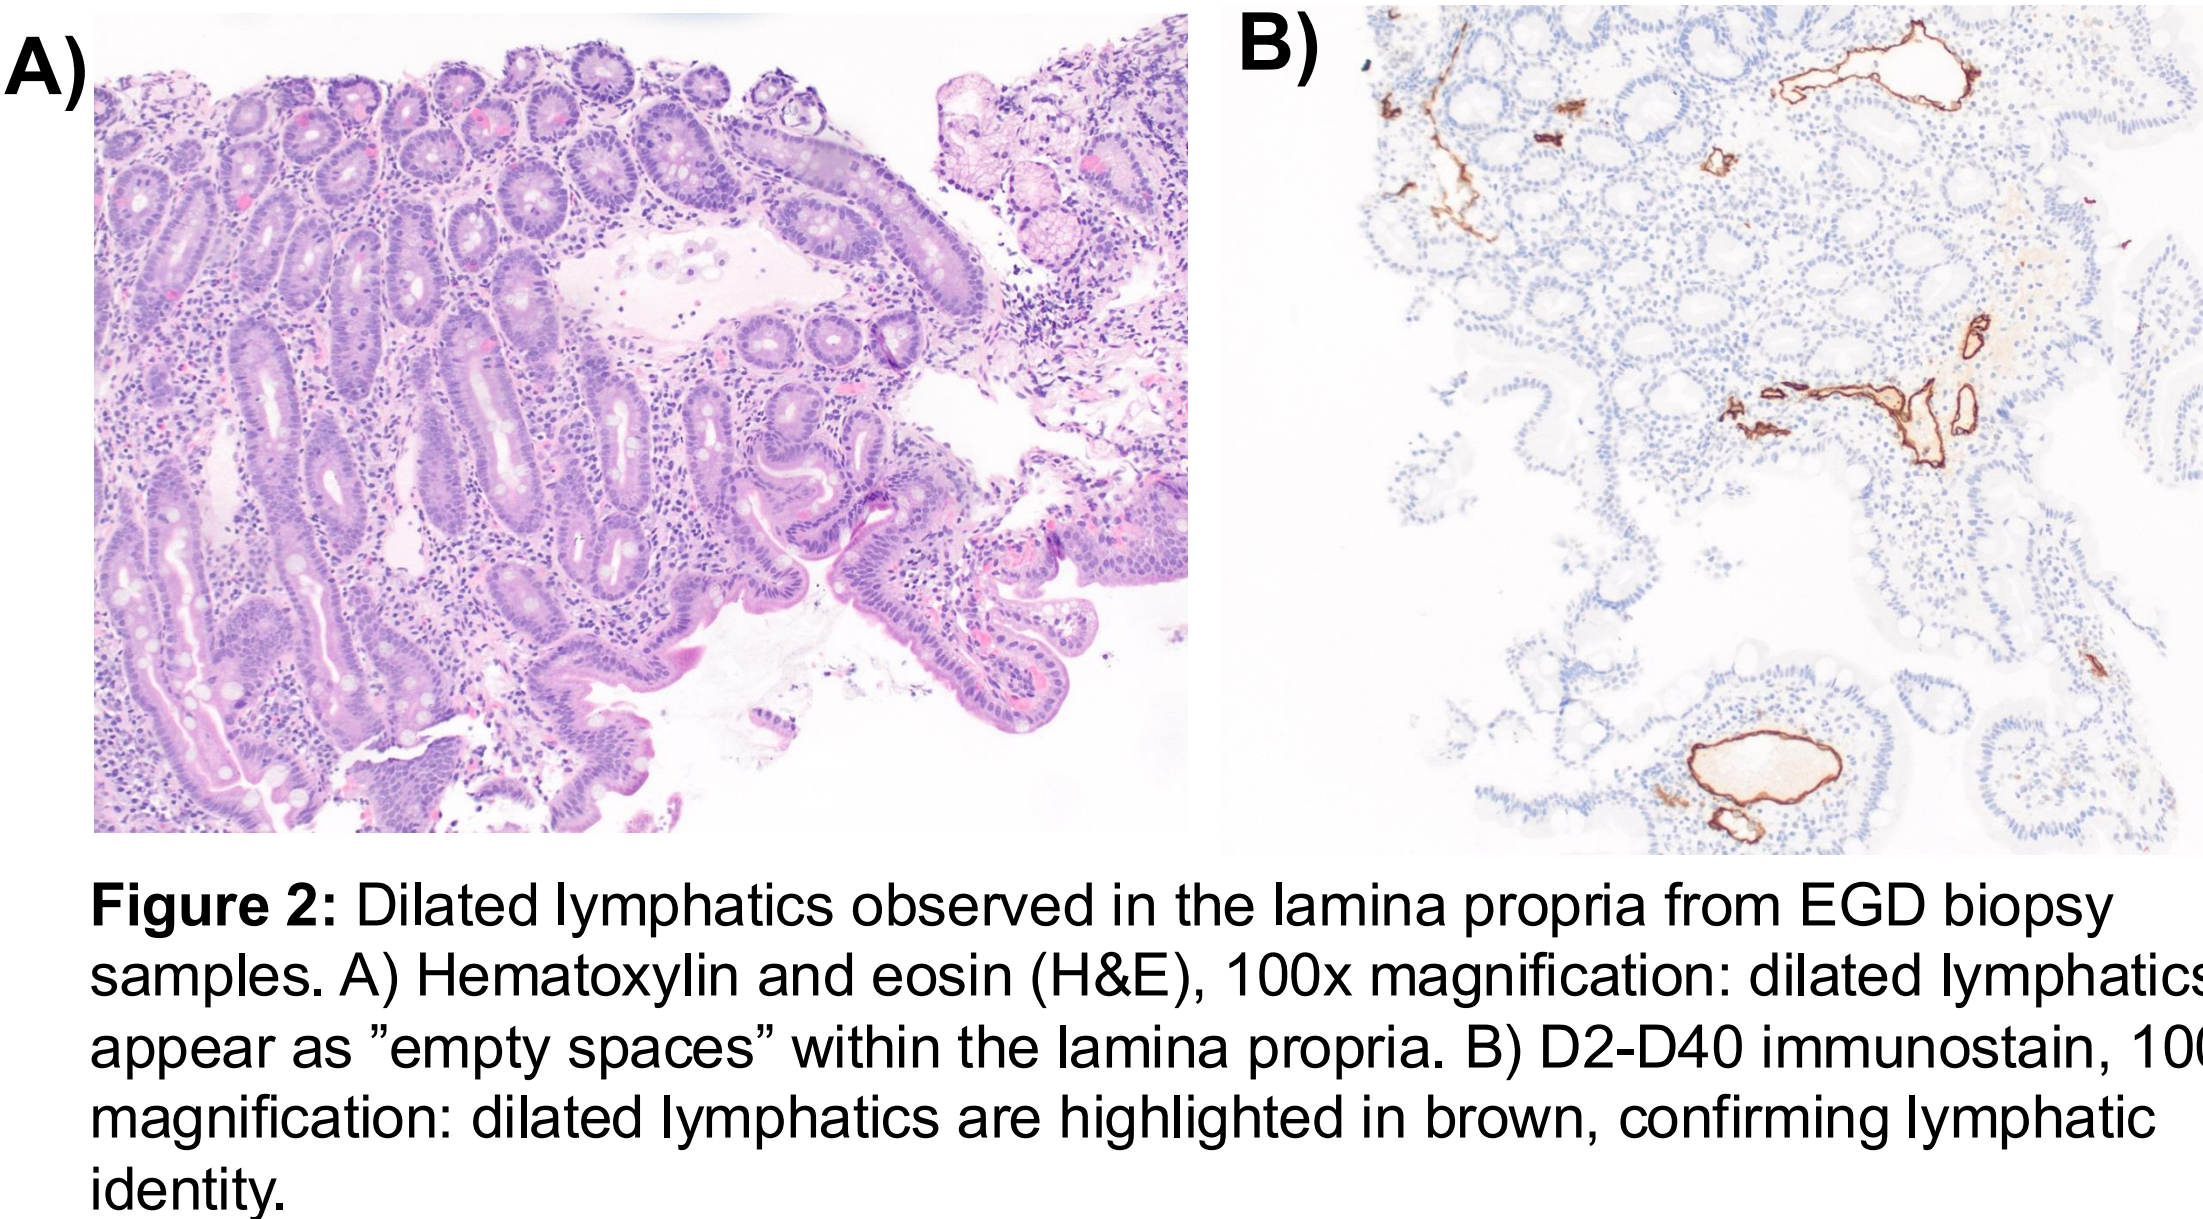 A)
B)
Figure 2: Dilated lymphatics observed in the lamina propria from EGD biopsy
samples. A) Hematoxylin and eosin (H&E), 100x magnification: dilated lymphatics
appear as ”empty spaces” within the lamina propria. B) D2-D40 immunostain, 100
magnification: dilated lymphatics are highlighted in brown, confirming lymphatic
identity.